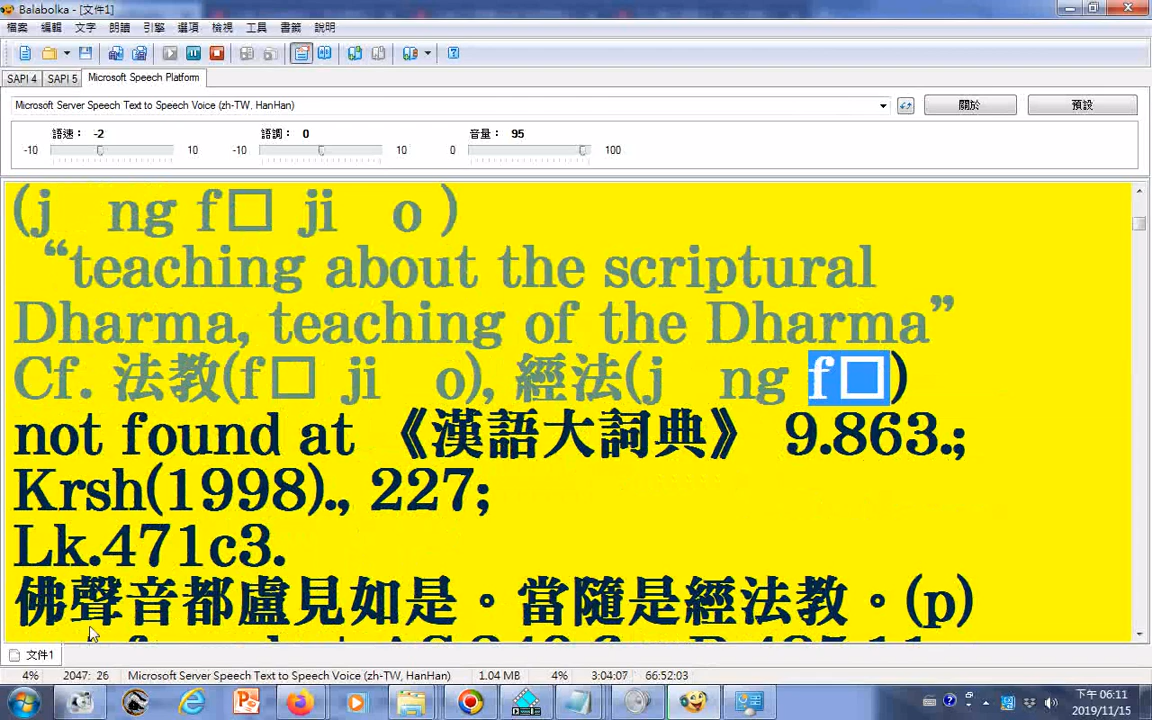 Balabolka - [文件1]
檔案 編輯 文字 朗讀 引擎 選項 檢視 工具 書籤 說明
SAPI 4 SAPI 5 Microsoft Speech Platform
Microsoft Server Speech Text to Speech Voice (zh-TW, HanHan) 關於 預設
語速： -2 語調： 0 音量： 95
-10 10 -10 10 0 100
(j ng f□ ji o )
“teaching about the scriptural
Dharma, teaching of the Dharma”
Cf. 法教(f□ ji o), 經法(j ng f□)
not found at 《漢語大詞典》 9.863.;
Krsh(1998)., 227;
Lk.471c3.
佛聲音都盧見如是。當隨是經法教。(p)
文件1
4% 2047: 26 Microsoft Server Speech Text to Speech Voice (zh-TW, HanHan) 1.04 MB 4% 3:04:07 66:52:03
下午 06:11
2019/11/15